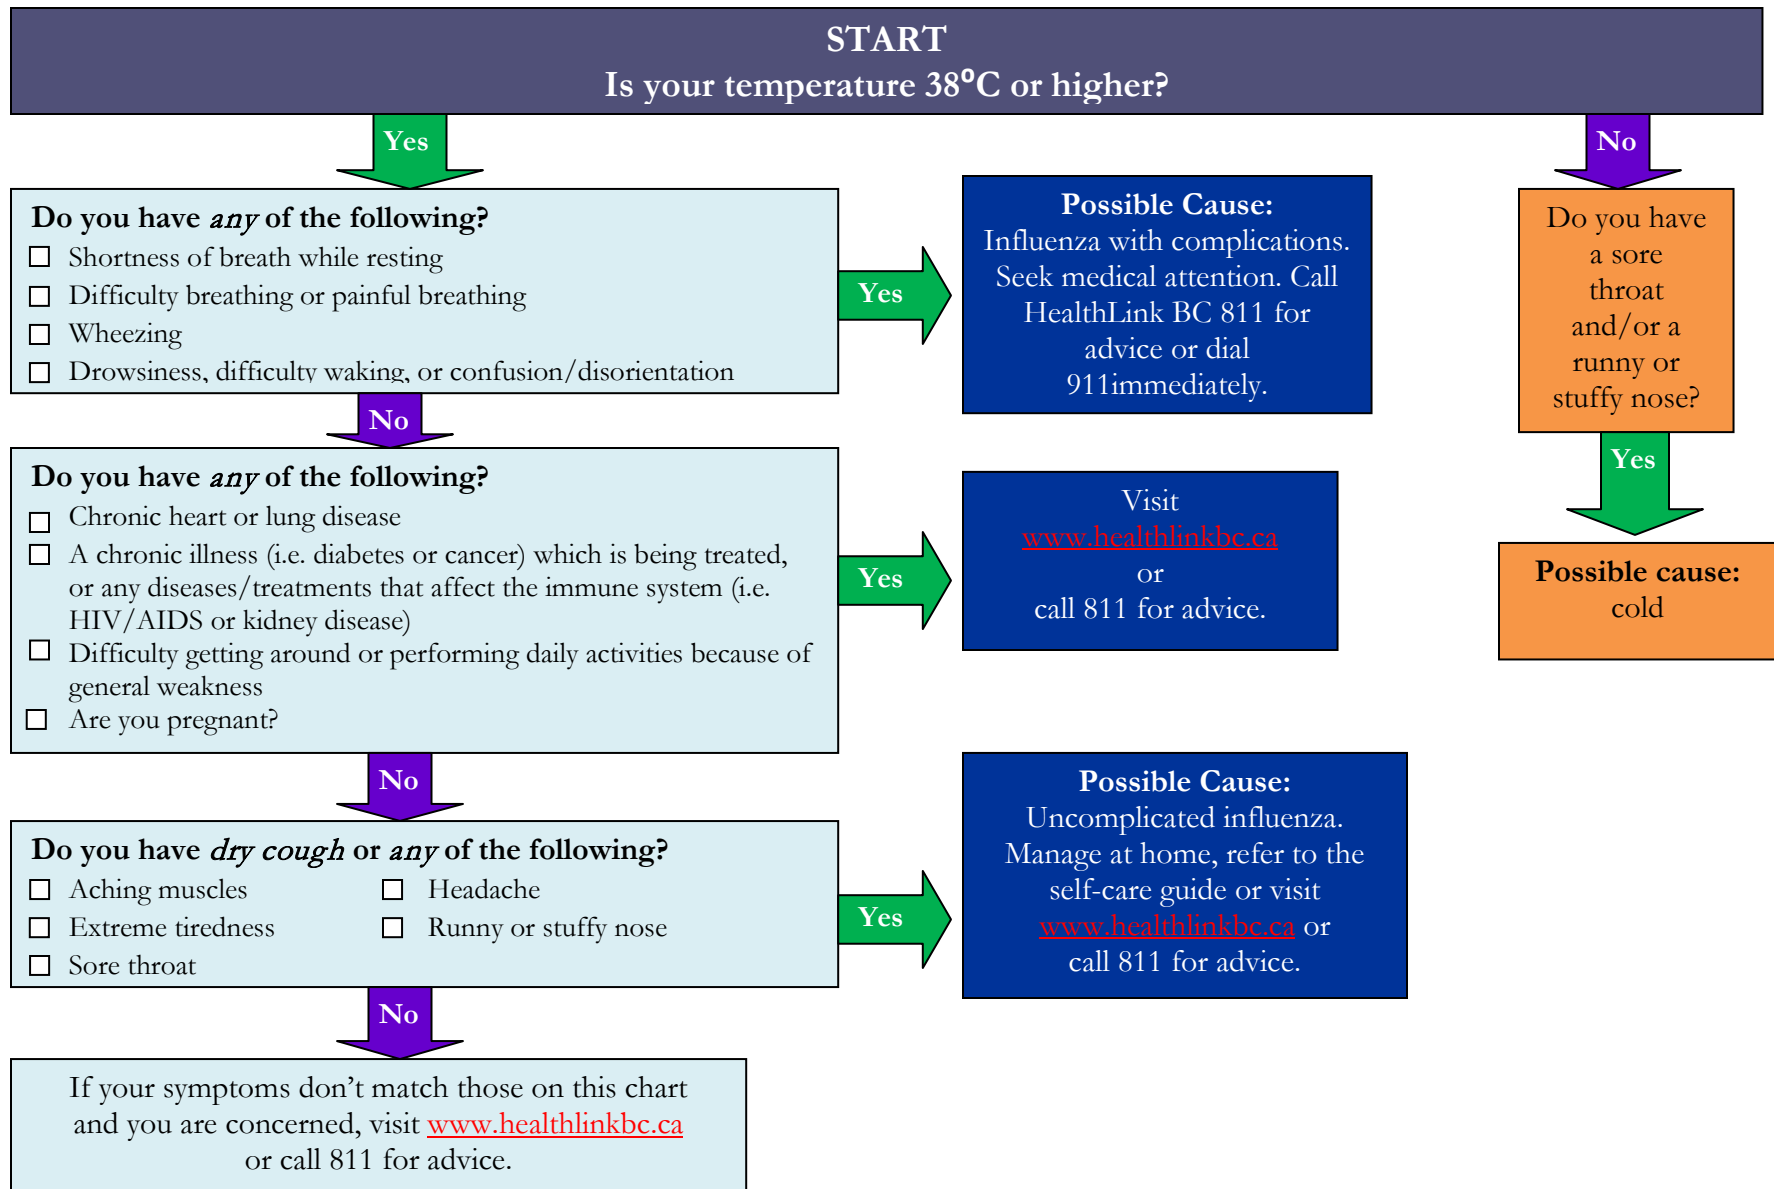 START
Is your temperature 38°C or higher?
Yes
No
Do you have any of the following?
Shortness of breath while resting
Difficulty breathing or painful breathing
Wheezing
Drowsiness, difficulty waking, or confusion/disorientation
Yes
Possible Cause:
Influenza with complications.
Seek medical attention. Call
HealthLink BC 811 for
advice or dial
911immediately.
Do you have
a sore
throat
and/or a
runny or
stuffy nose?
Yes
Possible cause:
cold
No
Do you have any of the following?
Chronic heart or lung disease
A chronic illness (i.e. diabetes or cancer) which is being treated,
or any diseases/treatments that affect the immune system (i.e.
HIV/AIDS or kidney disease)
Difficulty getting around or performing daily activities because of
general weakness
Are you pregnant?
Yes
Visit
www.healthlinkbc.ca
or
call 811 for advice.
No
Do you have dry cough or any of the following?
Aching muscles
Headache
Extreme tiredness
Runny or stuffy nose
Sore throat
Yes
Possible Cause:
Uncomplicated influenza.
Manage at home, refer to the
self-care guide or visit
www.healthlinkbc.ca or
call 811 for advice.
No
If your symptoms don’t match those on this chart
and you are concerned, visit www.healthlinkbc.ca
or call 811 for advice.